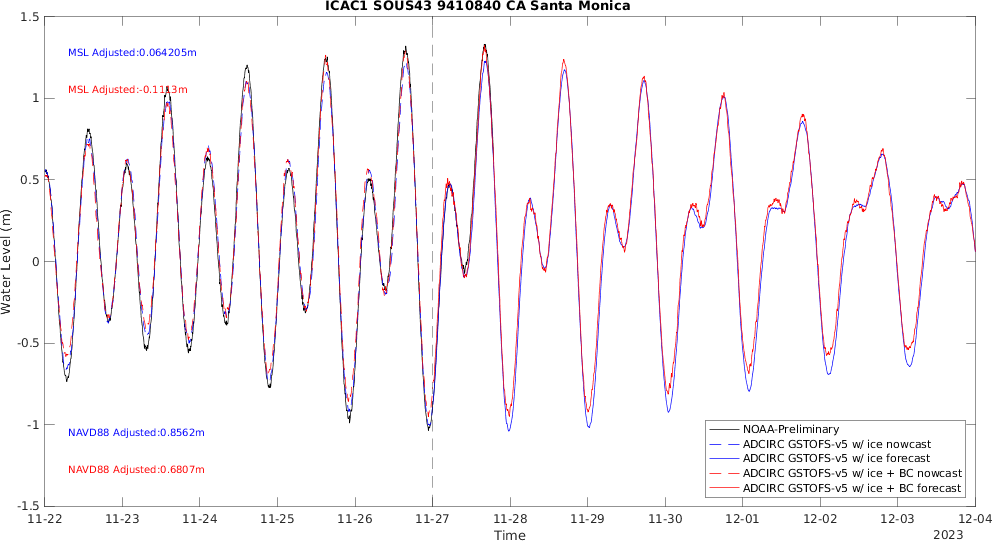 ICAC1 SOUS43 9410840 CA Santa Monica
1.5
1
0.5
0
-0.5
-1
-1.5
Water Level (m)
MSL Adjusted:0.064205m
MSL Adjusted:-0.1113m
NAVD88 Adjusted:0.8562m
NAVD88 Adjusted:0.6807m
NOAA-Preliminary
ADCIRC GSTOFS-v5 w/ ice nowcast
ADCIRC GSTOFS-v5 w/ ice forecast
ADCIRC GSTOFS-v5 w/ ice + BC nowcast
ADCIRC GSTOFS-v5 w/ ice + BC forecast
11-22 11-23 11-24 11-25 11-26 11-27 11-28 11-29 11-30 12-01 12-02 12-03 12-04
Time
2023